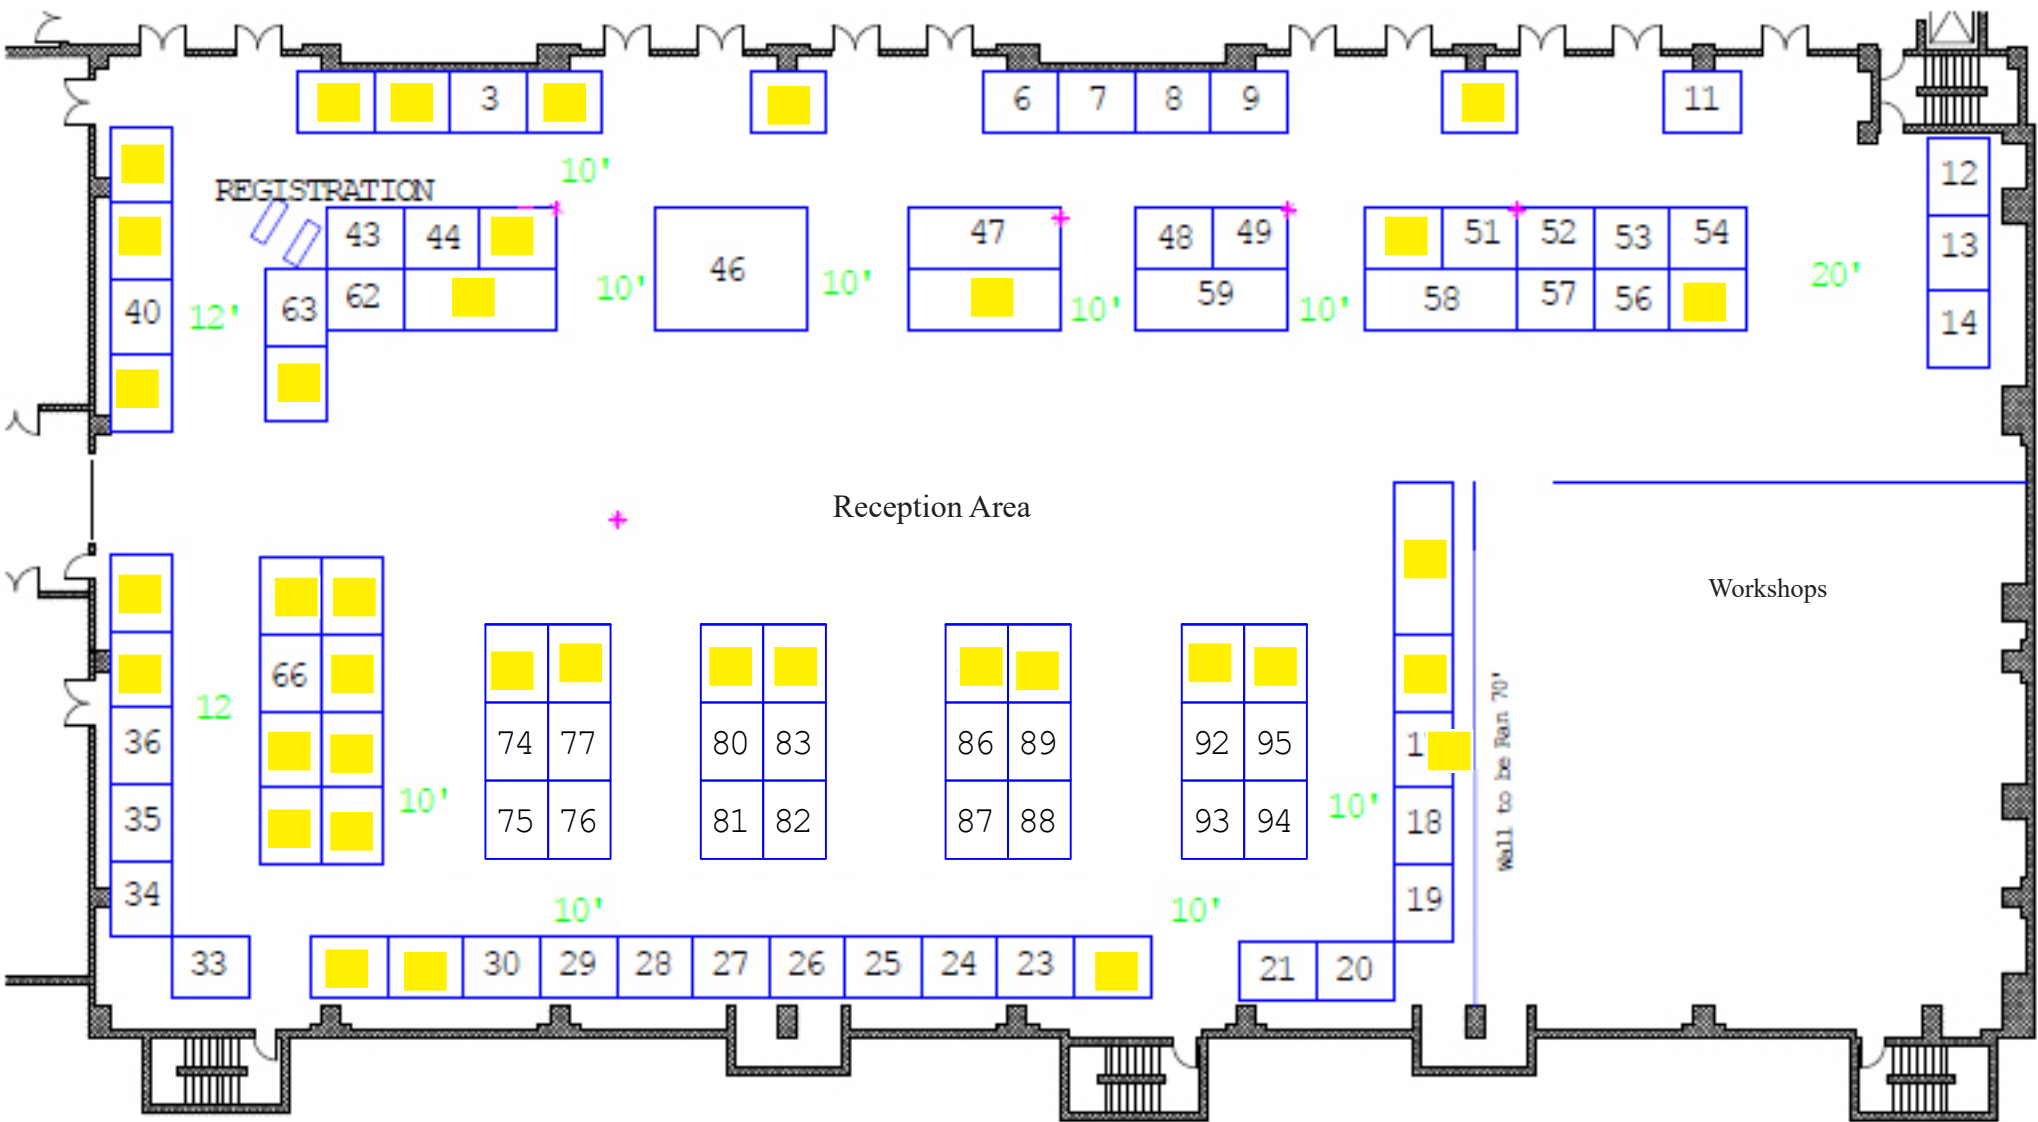 3 6 7 8 9 11
12
REGISTRATION
10'
43 44 47 48 49 51 52 53 54
46
13
40 12' 63 62 10' 10' 10' 59 10' 58 57 56 20'
14
Reception Area
Workshops
66
12
36 74 77 80 83 86 89 92 95 1
10' 10'
35 75 76 81 82 87 88 93 94 18
Wall to be Ran 70'
34 19
10' 10'
33 30 29 28 27 26 25 24 23 21 20